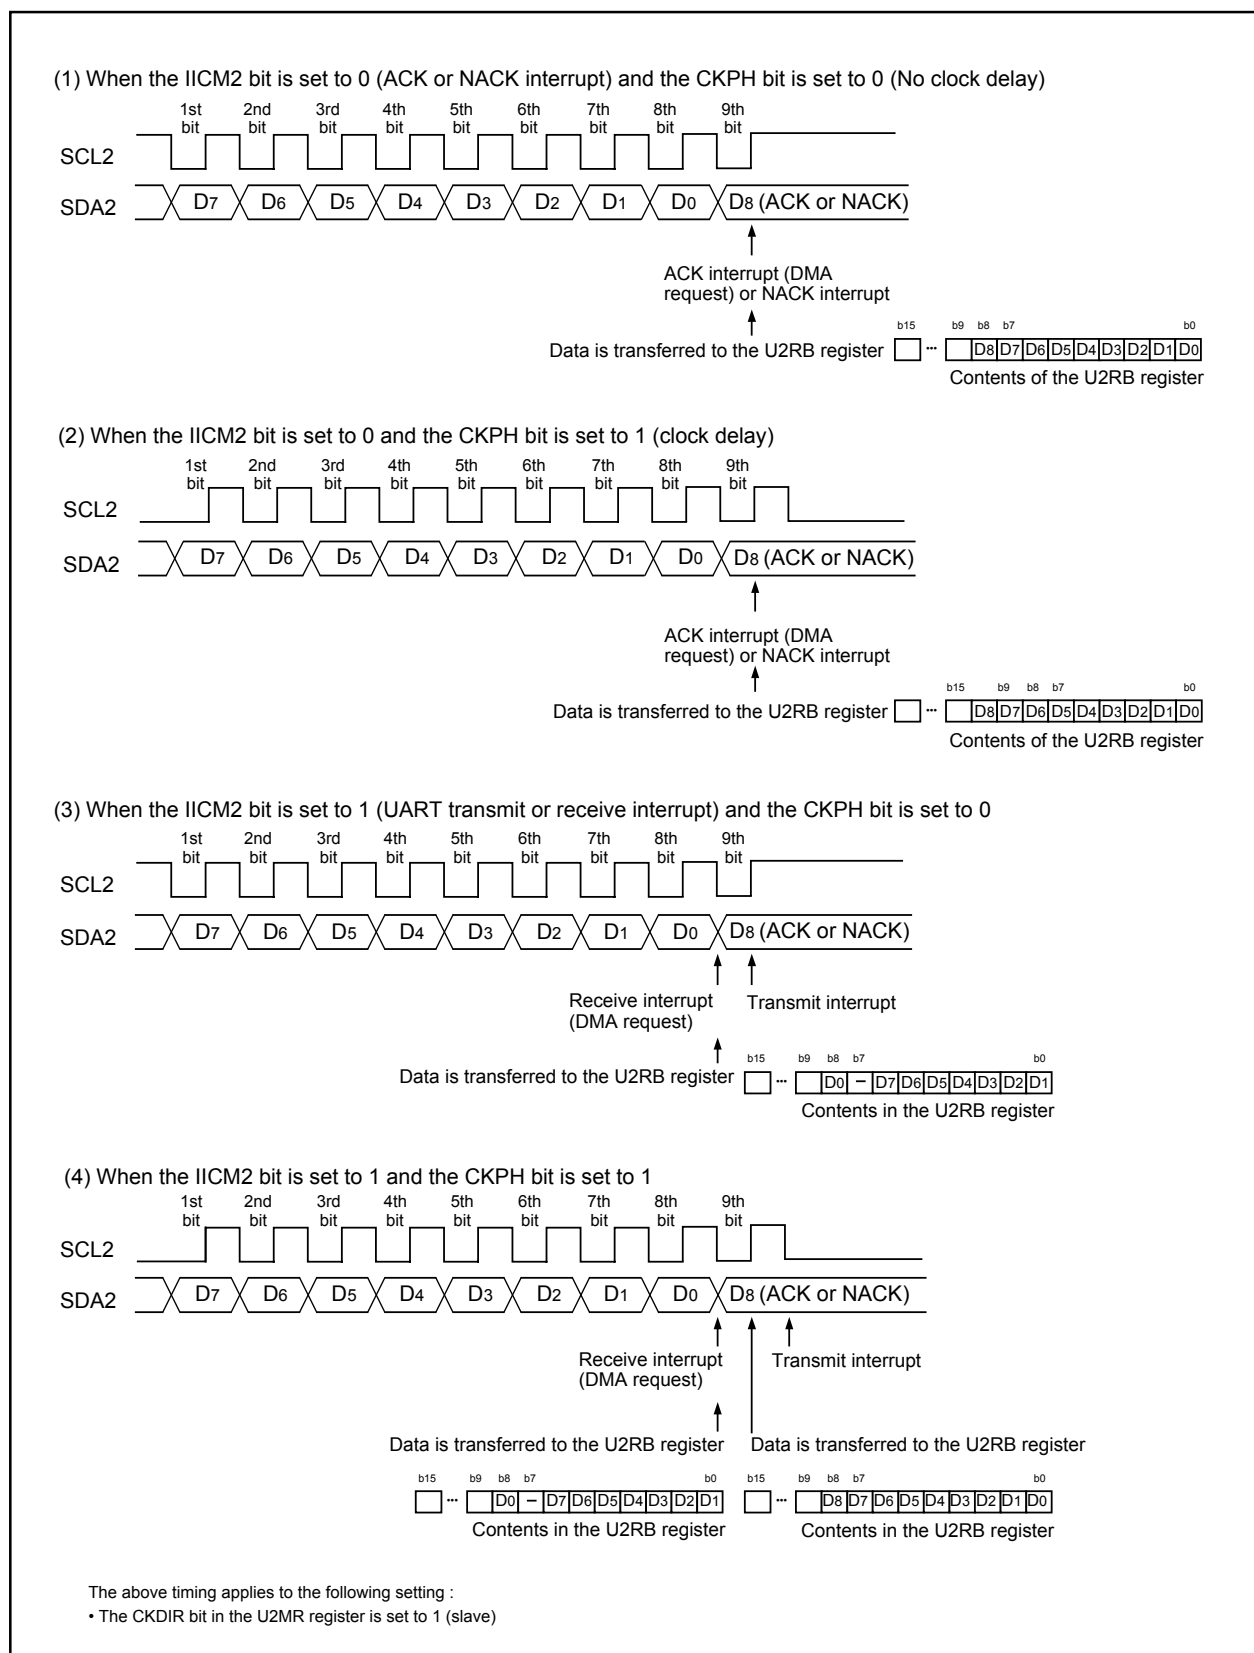 (1) When the IICM2 bit is set to 0 (ACK or NACK interrupt) and the CKPH bit is set to 0 (No clock delay)
1st 2nd 3rd 4th 5th 6th 7th 8th 9th
bit bit bit bit bit bit bit bit bit
SCL2
SDA2 D7 D6 D5 D4 D3 D2 D1 D0 D8 (ACK or NACK)
ACK interrupt (DMA
request) or NACK interrupt
b15 b9 b8 b7 b0
Data is transferred to the U2RB register ... D8 D7 D6 D5 D4 D3 D2 D1 D0
Contents of the U2RB register
(2) When the IICM2 bit is set to 0 and the CKPH bit is set to 1 (clock delay)
1st 2nd 3rd 4th 5th 6th 7th 8th 9th
bit bit bit bit bit bit bit bit bit
SCL2
SDA2 D7 D6 D5 D4 D3 D2 D1 D0 D8 (ACK or NACK)
ACK interrupt (DMA
request) or NACK interrupt
b15 b9 b8 b7 b0
Data is transferred to the U2RB register ... D8 D7 D6 D5 D4 D3 D2 D1 D0
Contents of the U2RB register
(3) When the IICM2 bit is set to 1 (UART transmit or receive interrupt) and the CKPH bit is set to 0
1st 2nd 3rd 4th 5th 6th 7th 8th 9th
bit bit bit bit bit bit bit bit bit
SCL2
SDA2 D7 D6 D5 D4 D3 D2 D1 D0 D8 (ACK or NACK)
Receive interrupt Transmit interrupt
(DMA request)
b15 b9 b8 b7 b0
Data is transferred to the U2RB register ... D0 – D7 D6 D5 D4 D3 D2 D1
Contents in the U2RB register
(4) When the IICM2 bit is set to 1 and the CKPH bit is set to 1
1st 2nd 3rd 4th 5th 6th 7th 8th 9th
bit bit bit bit bit bit bit bit bit
SCL2
SDA2 D7 D6 D5 D4 D3 D2 D1 D0 D8 (ACK or NACK)
Receive interrupt Transmit interrupt
(DMA request)
Data is transferred to the U2RB register Data is transferred to the U2RB register
b15 b9 b8 b7 b0 b15 b9 b8 b7 b0
... D0 – D7 D6 D5 D4 D3 D2 D1 ... D8 D7 D6 D5 D4 D3 D2 D1 D0
Contents in the U2RB register Contents in the U2RB register
The above timing applies to the following setting :
• The CKDIR bit in the U2MR register is set to 1 (slave)